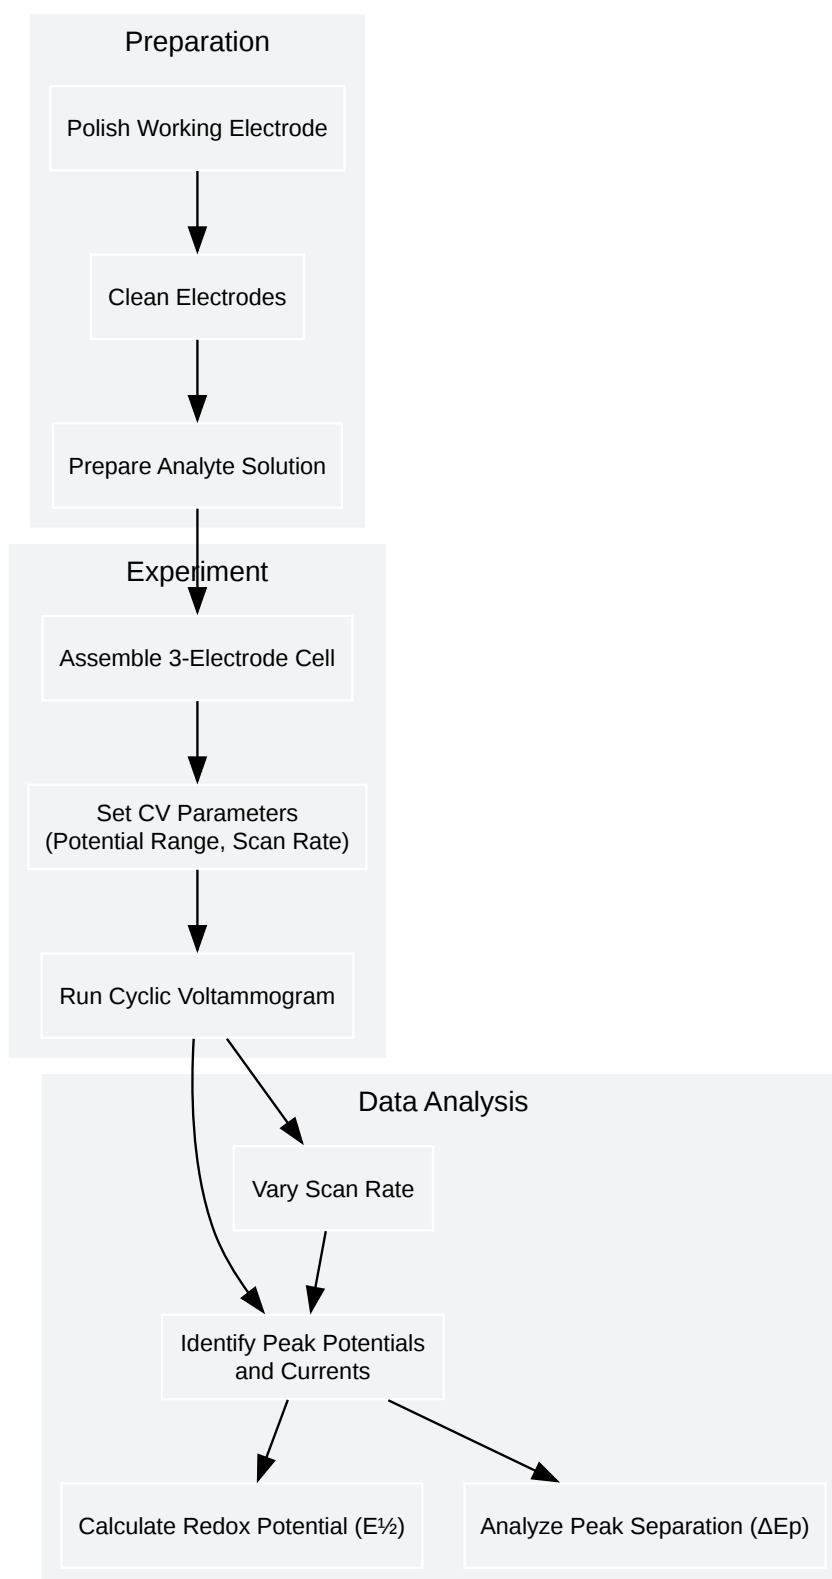 Preparation
Polish Working Electrode
Clean Electrodes
Prepare Analyte Solution
Experiment
Assemble 3-Electrode Cell
Set CV Parameters
(Potential Range, Scan Rate)
Run Cyclic Voltammogram
Data Analysis
Vary Scan Rate
Identify Peak Potentials
and Currents
Calculate Redox Potential (E½)
Analyze Peak Separation (ΔEp)